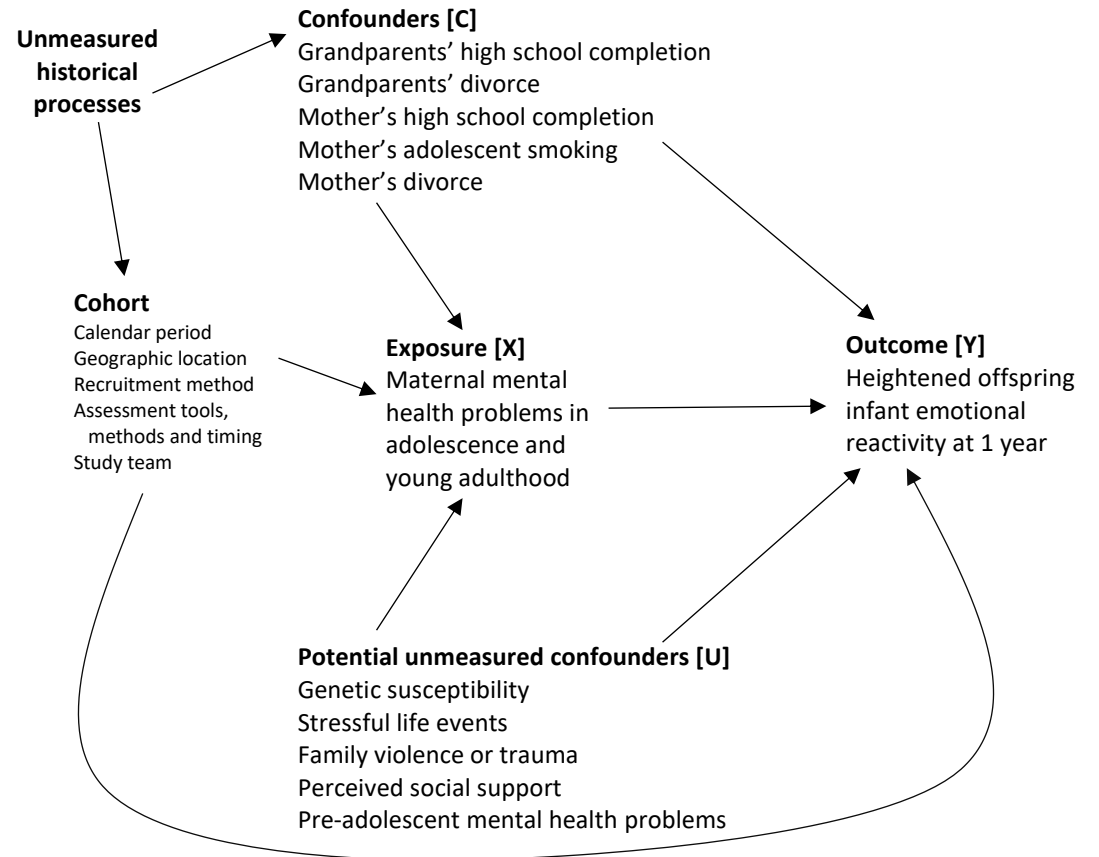 Unmeasured
historical
processes
Confounders [C]
Grandparents’ high school completion
Grandparents’ divorce
Mother’s high school completion
Mother’s adolescent smoking
Mother’s divorce
Cohort
Calendar period
Geographic location
Recruitment method
Assessment tools,
methods and timing
Study team
Exposure [X]
Maternal mental
health problems in
adolescence and
young adulthood
Outcome [Y]
Heightened offspring
infant emotional
reactivity at 1 year
Potential unmeasured confounders [U]
Genetic susceptibility
Stressful life events
Family violence or trauma
Perceived social support
Pre-adolescent mental health problems